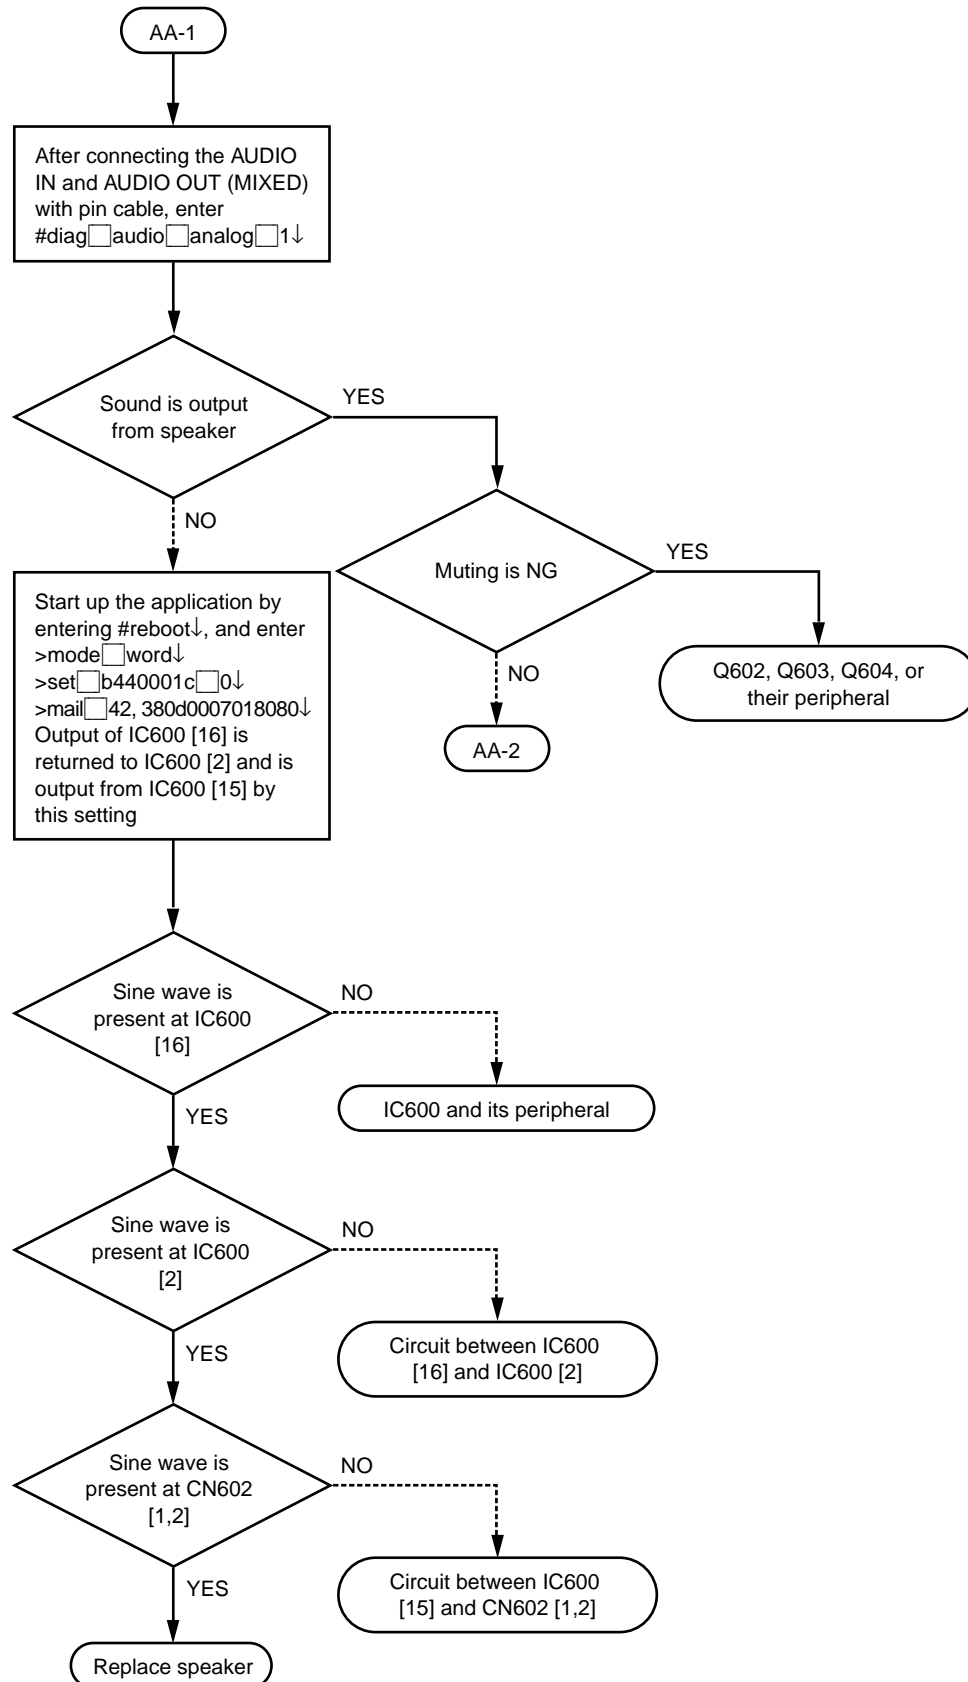 AA-1
After connecting the AUDIO
IN and AUDIO OUT (MIXED)
with pin cable, enter
#diag□audio□analog□1↓
Sound is output
from speaker
YES
NO
Muting is NG
YES
Q602, Q603, Q604, or
their peripheral
NO
AA-2
Start up the application by
entering #reboot↓, and enter
>mode□word↓
>set□b440001c□0↓
>mail□42, 380d0007018080↓
Output of IC600 [16] is
returned to IC600 [2] and is
output from IC600 [15] by
this setting
Sine wave is
present at IC600
[16]
NO
IC600 and its peripheral
YES
Sine wave is
present at IC600
[2]
NO
Circuit between IC600
[16] and IC600 [2]
YES
Sine wave is
present at CN602
[1,2]
NO
Circuit between IC600
[15] and CN602 [1,2]
YES
Replace speaker